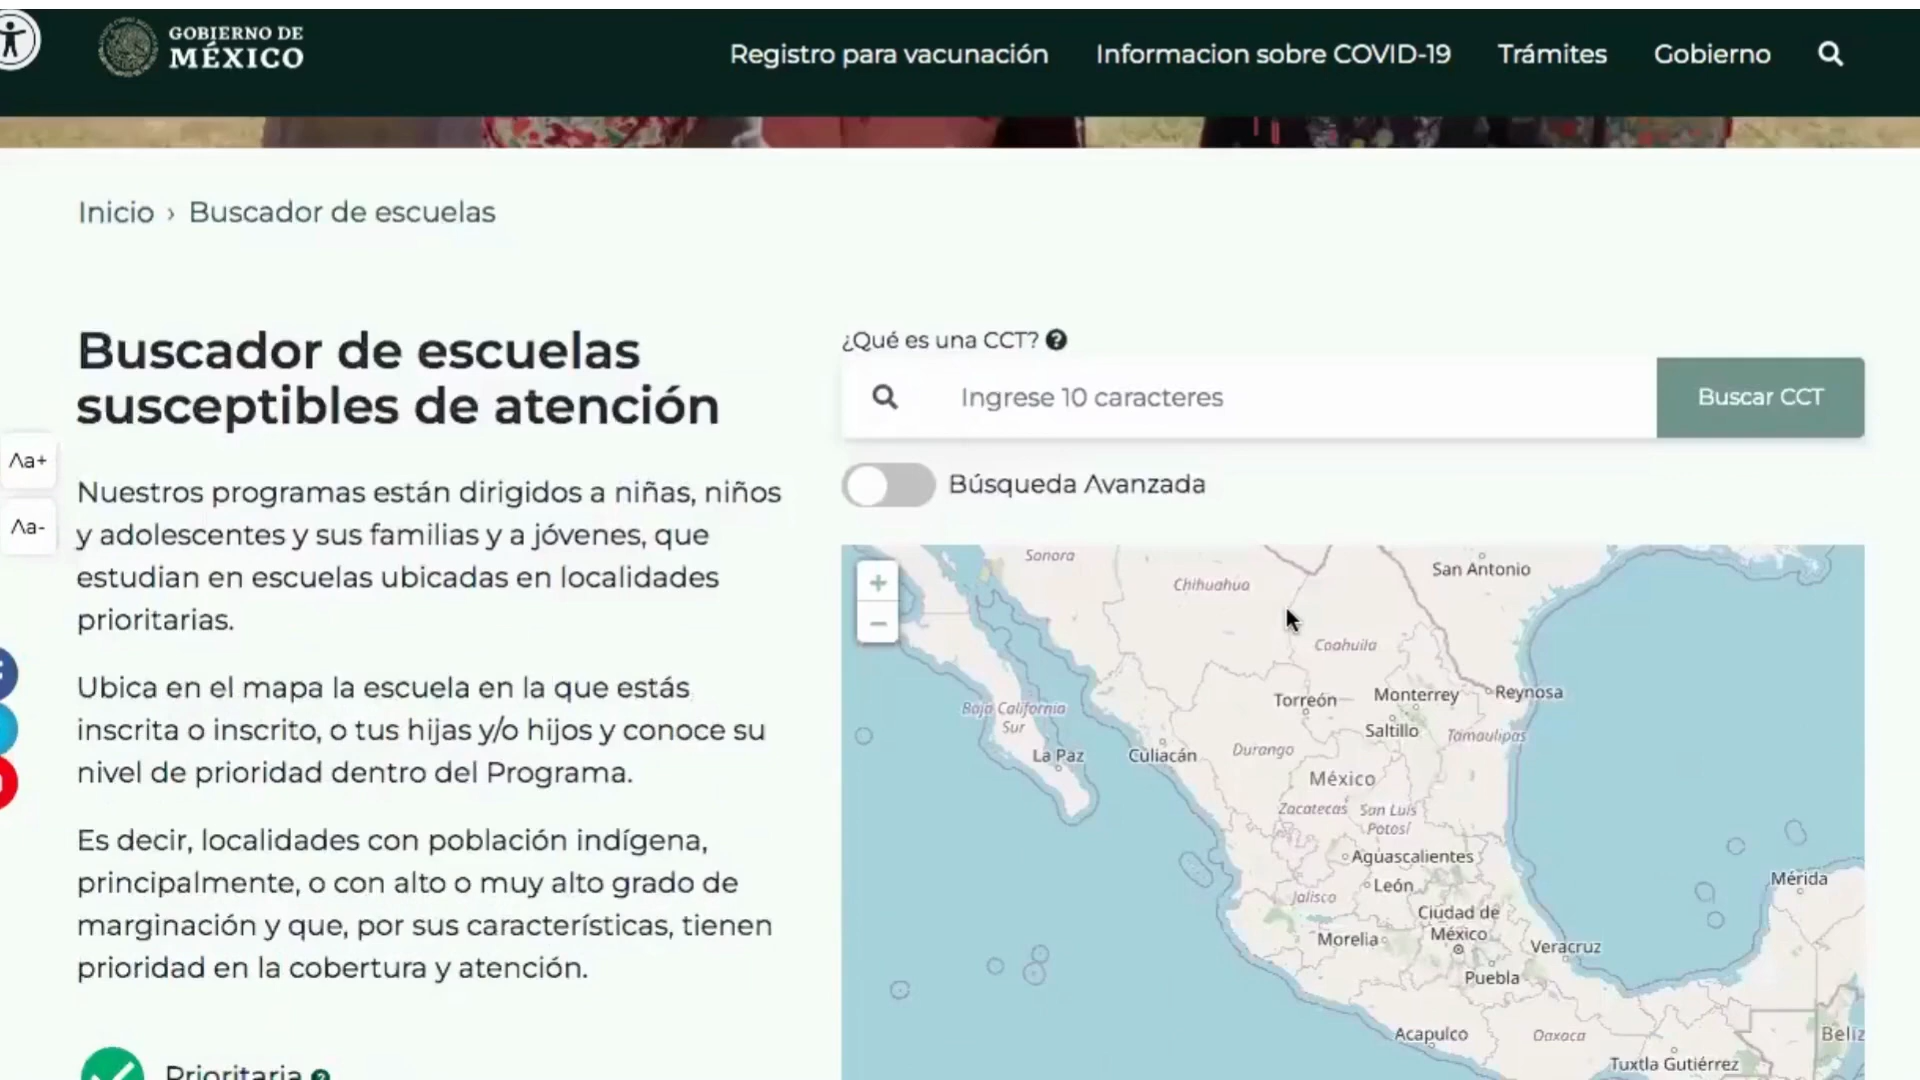 GOBIERNO DE
MÉXICO
Registro para vacunación
Informacion sobre COVID-19
Trámites
Gobierno
Inicio › Buscador de escuelas
Buscador de escuelas
susceptibles de atención
Aa+
Aa-
Nuestros programas están dirigidos a niñas, niños
y adolescentes y sus familias y a jóvenes, que
estudian en escuelas ubicadas en localidades
prioritarias.
Ubica en el mapa la escuela en la que estás
inscrita o inscrito, o tus hijas y/o hijos y conoce su
nivel de prioridad dentro del Programa.
Es decir, localidades con población indígena,
principalmente, o con alto o muy alto grado de
marginación y que, por sus características, tienen
prioridad en la cobertura y atención.
Prioritaria ?
¿Qué es una CCT? ?
Ingrese 10 caracteres
Buscar CCT
Búsqueda Avanzada
+
−
Sonora
San Antonio
Chihuahua
Coahuila
Torreón
Monterrey
Reynosa
Baja California
Sur
Saltillo
Tamaulipas
La Paz
Culiacán
Durango
México
Zacatecas
San Luis
Potosí
Aguascalientes
León
Mérida
Jalisco
Ciudad de
México
Morelia
Veracruz
Puebla
Acapulco
Oaxaca
Beliz
Tuxtla Gutiérrez